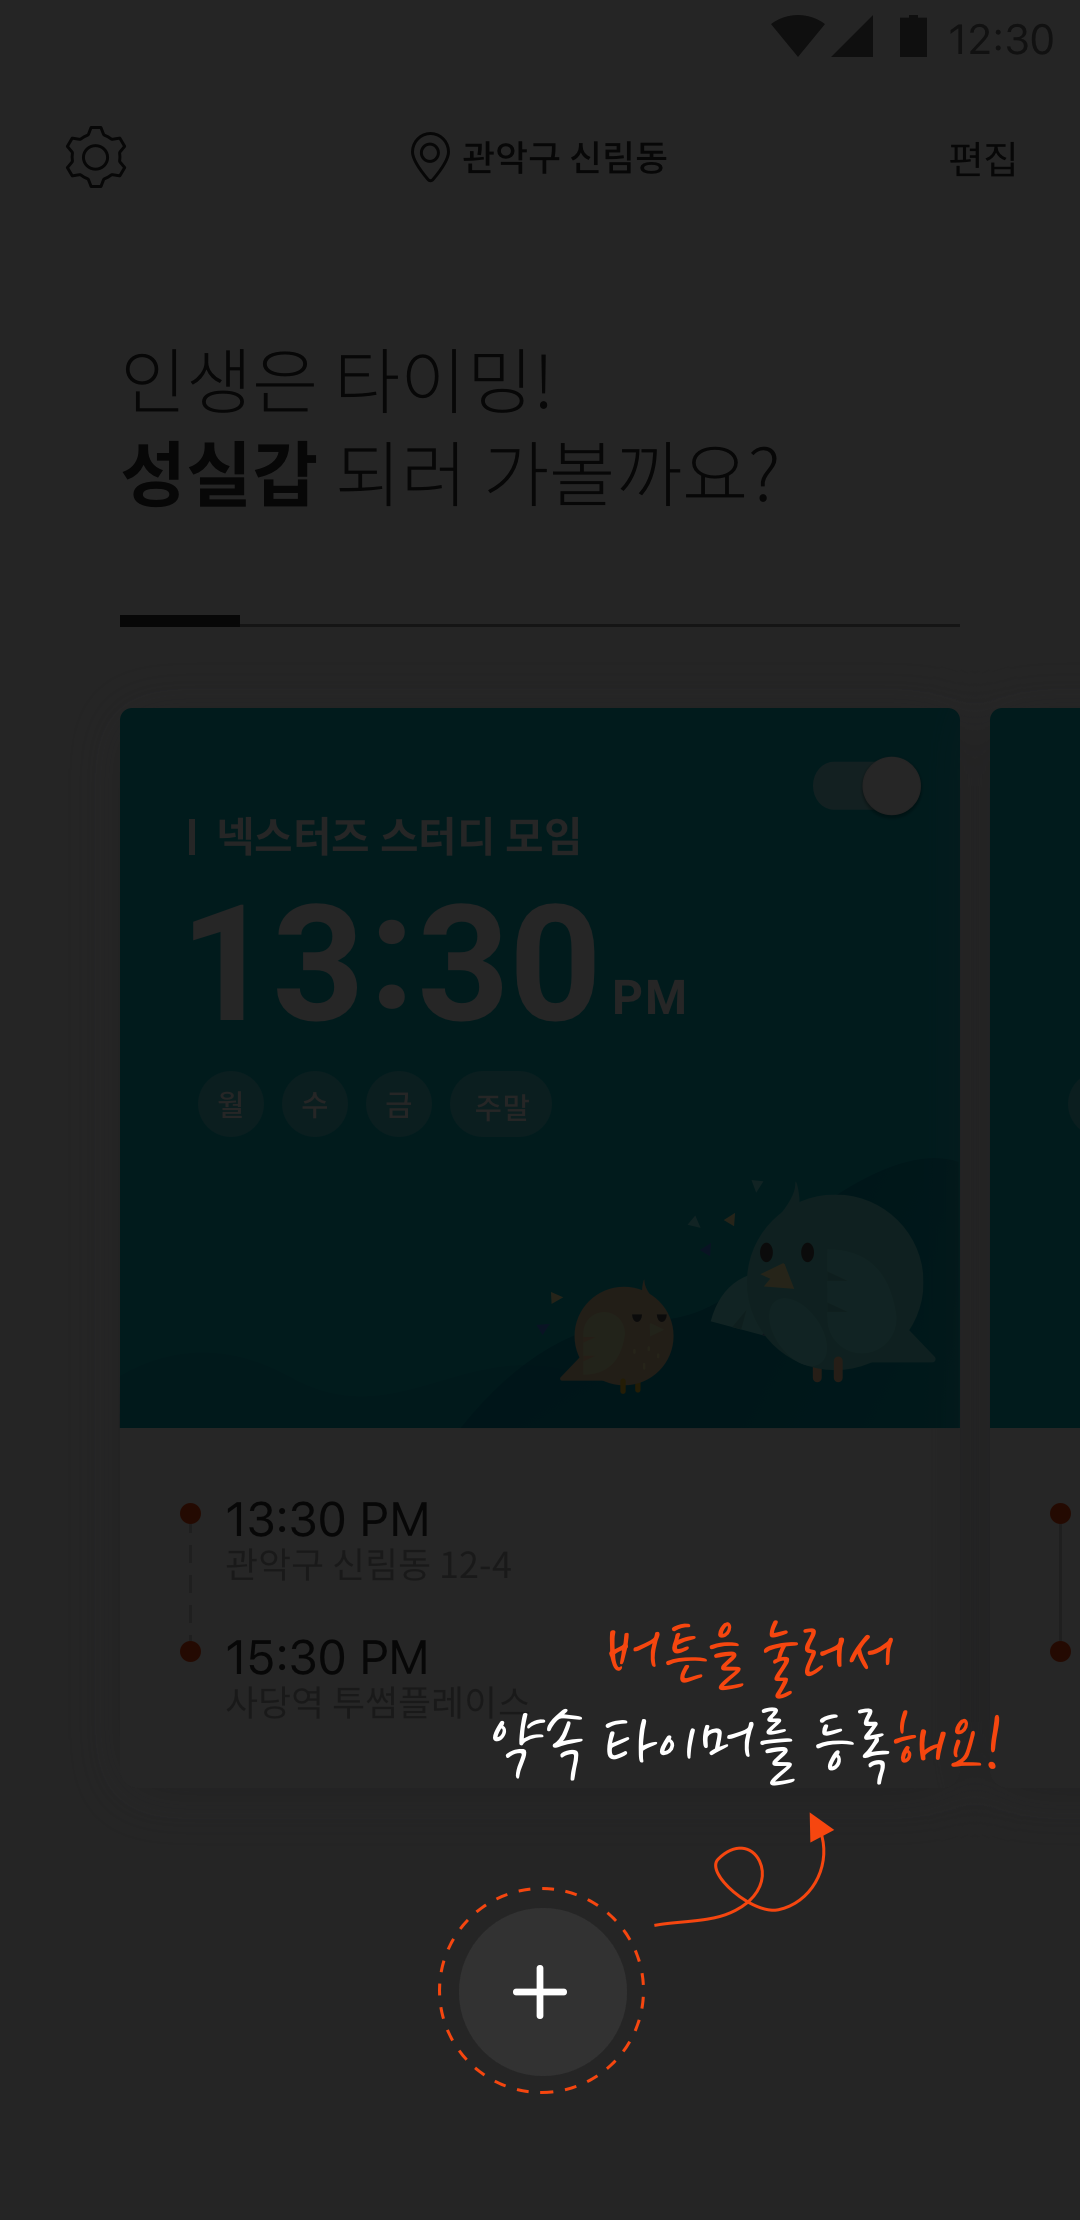 12:30
관악구 신림동
편집
인생은 타이밍!
성실갑 되러 가볼까요?
넥스터즈 스터디 모임
13:30 PM
월 수 금 주말
13:30 PM
관악구 신림동 12-4
15:30 PM
사당역 투썸플레이스
버튼을 눌러서
약속 타이머를 등록해요!